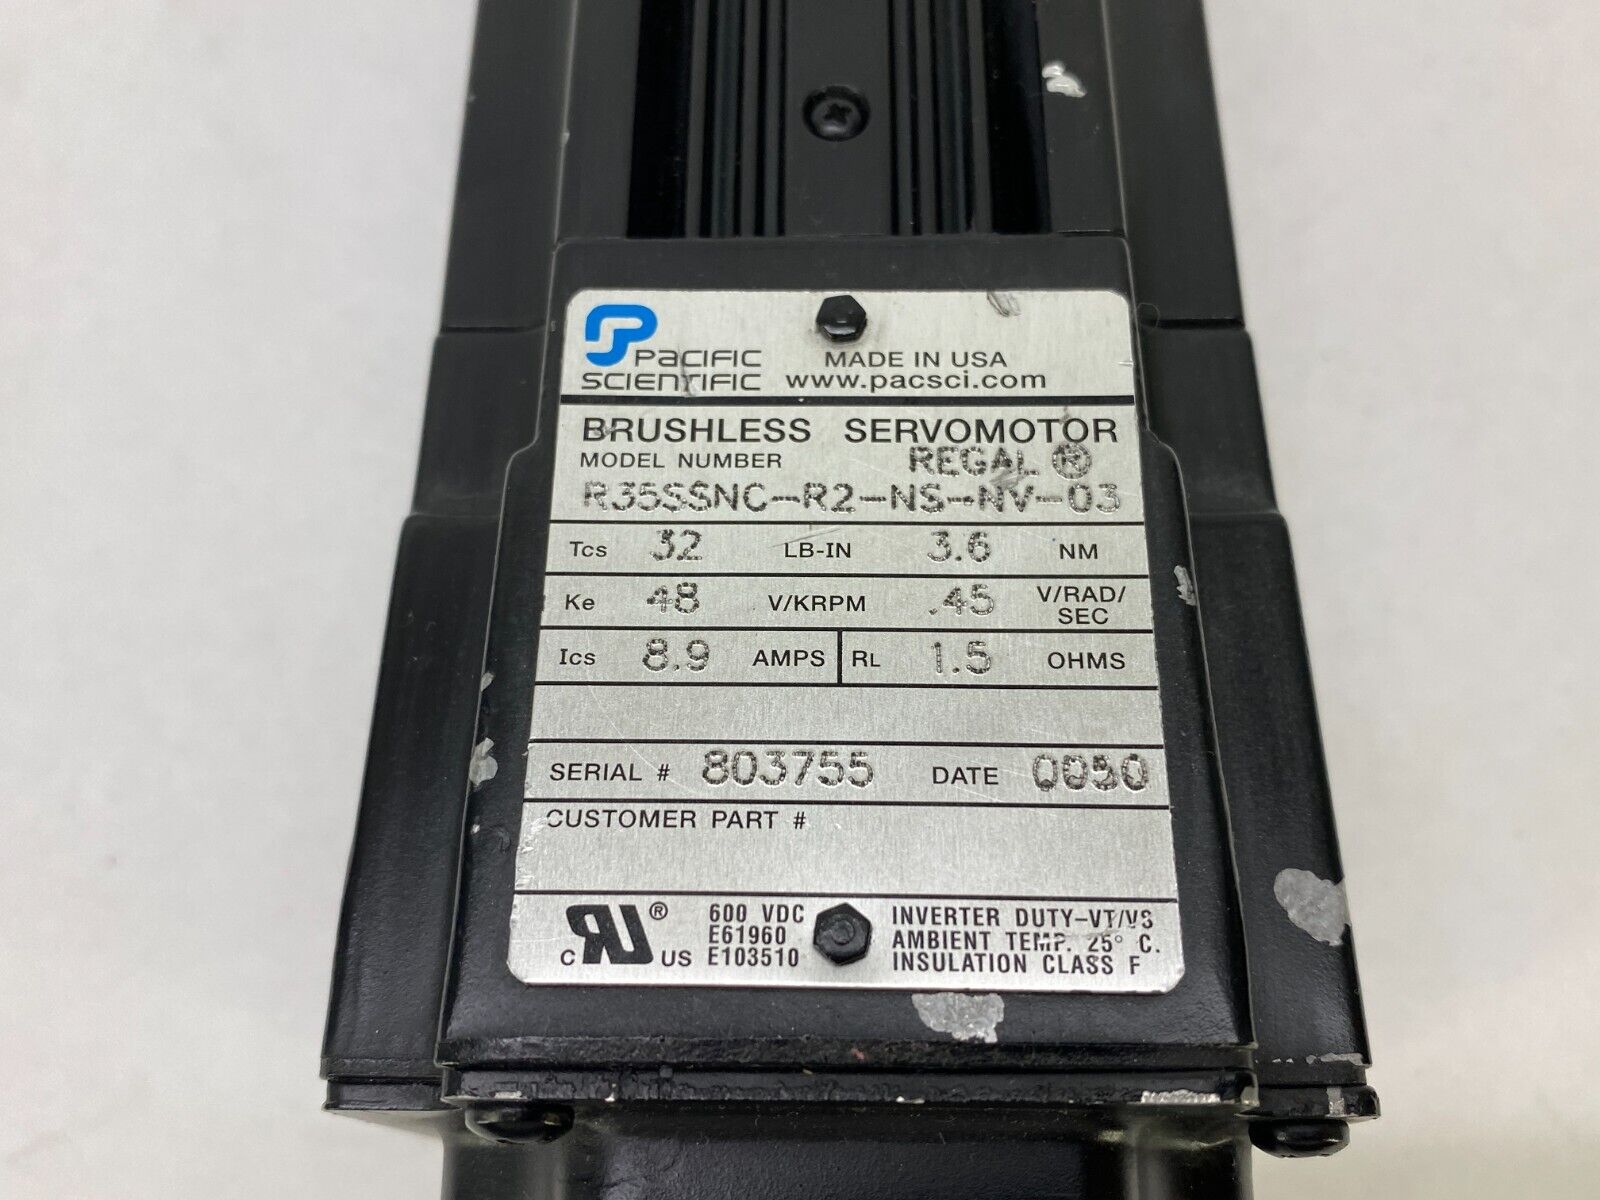 PACIFIC
SCIENTIFIC
MADE IN USA
www.pacsci.com
BRUSHLESS SERVOMOTOR
MODEL NUMBER REGAL ®
R35SSNC-R2-NS-NV-03
Tcs 32 LB-IN 3.6 NM
Ke 48 V/KRPM .45 V/RAD/
SEC
Ics 8.9 AMPS RL 1.5 OHMS
SERIAL # 803755 DATE
CUSTOMER PART #
c RU ® US
600 VDC
E61960
E103510
INVERTER DUTY-VT/VS
AMBIENT TEMP. 25° C.
INSULATION CLASS F